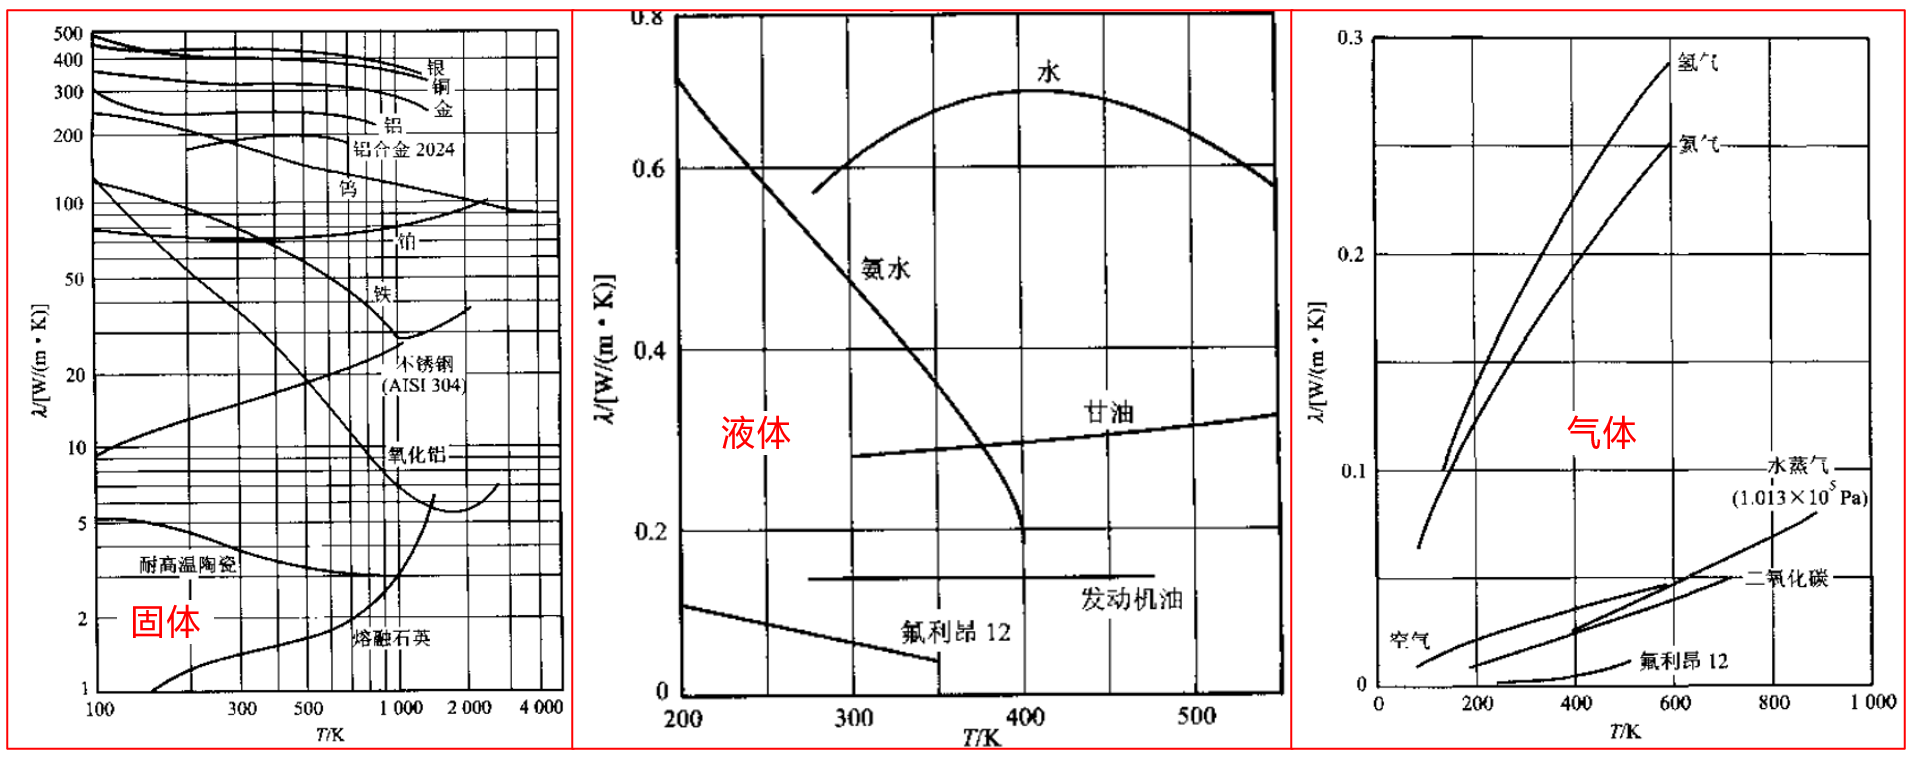 500
400
300
200
100
50
20
10
5
2
1
λ/[W/(m·K)]
银
铜
金
铝
铝合金 2024
钨
铂
铁
不锈钢
(AISI 304)
氧化铝
耐高温陶瓷
固体
熔融石英
100 300 500 1 000 2 000 4 000
T/K
0.8
0.6
0.4
0.2
0
λ/[W/(m·K)]
水
氨水
甘油
液体
发动机油
氟利昂 12
200 300 400 500
T/K
0.3
0.2
0.1
0
λ/[W/(m·K)]
氢气
氦气
气体
水蒸气
(1.013×10⁵ Pa)
二氧化碳
空气
氟利昂 12
0 200 400 600 800 1 000
T/K